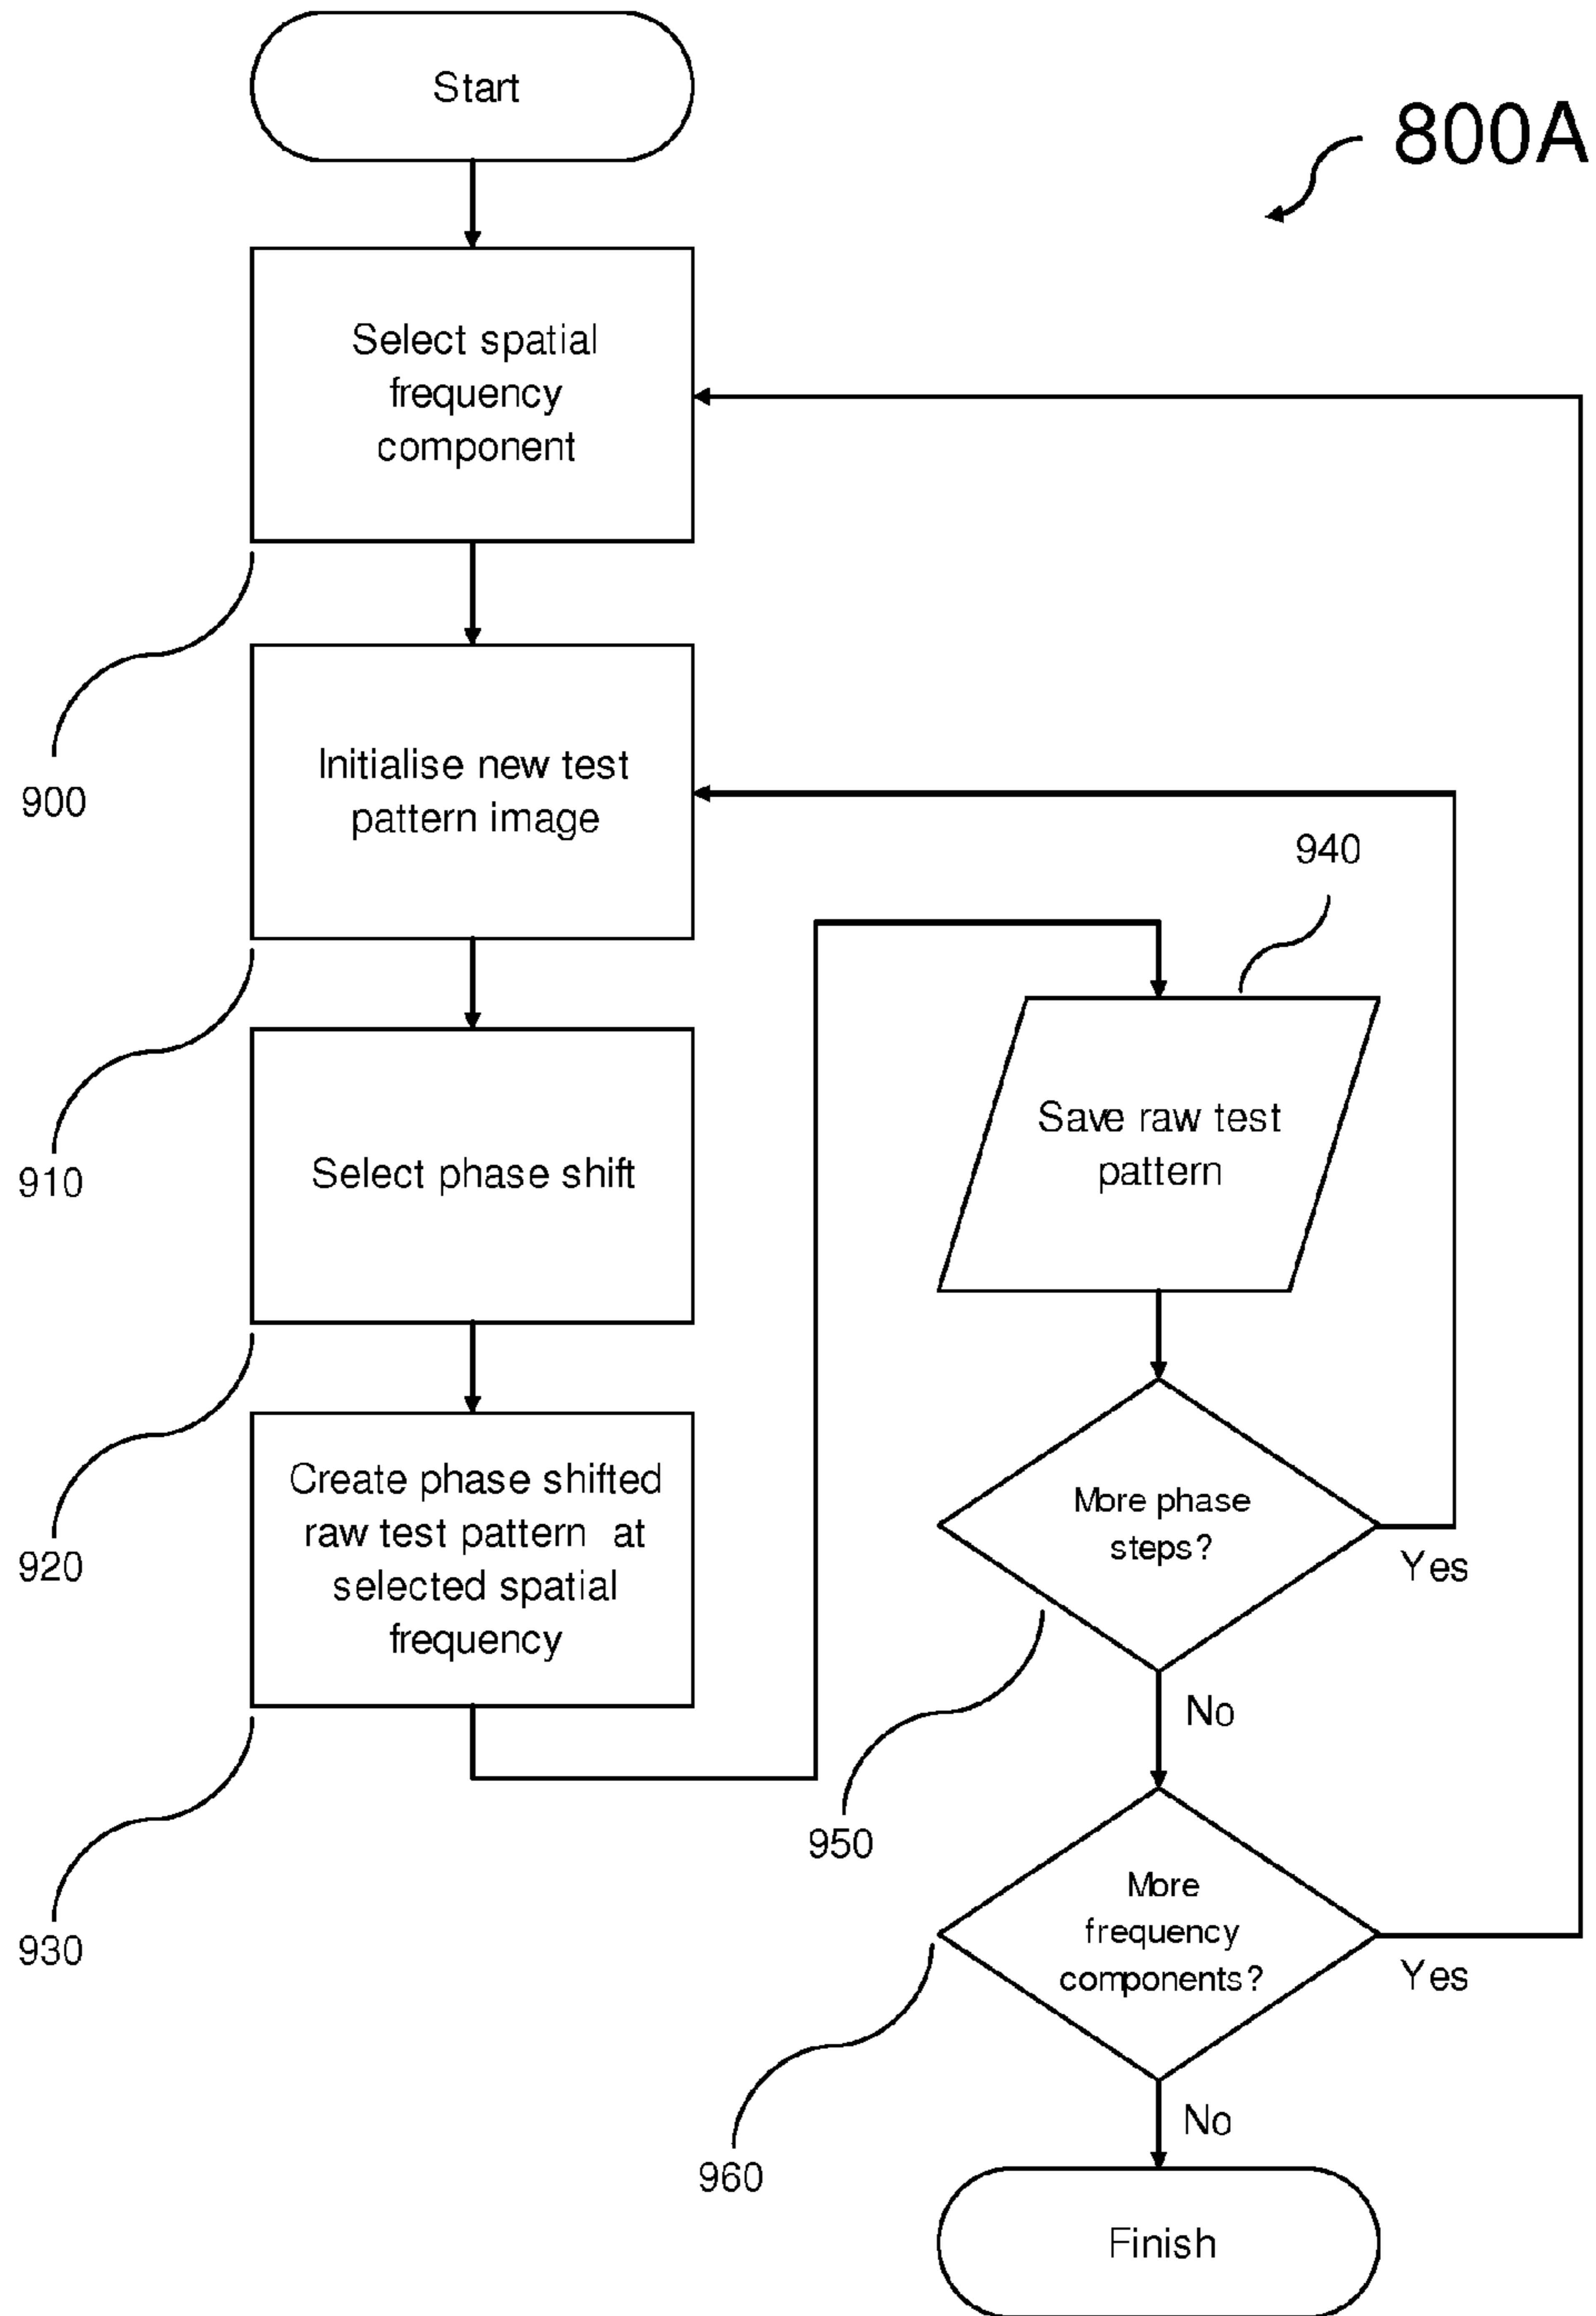 Start
800A
Select spatial
frequency
component
900
Initialise new test
pattern image
910
940
Select phase shift
920
Create phase shifted
raw test pattern at
selected spatial
frequency
930
Save raw test
pattern
More phase
steps?
Yes
No
950
More
frequency
components?
Yes
No
960
Finish